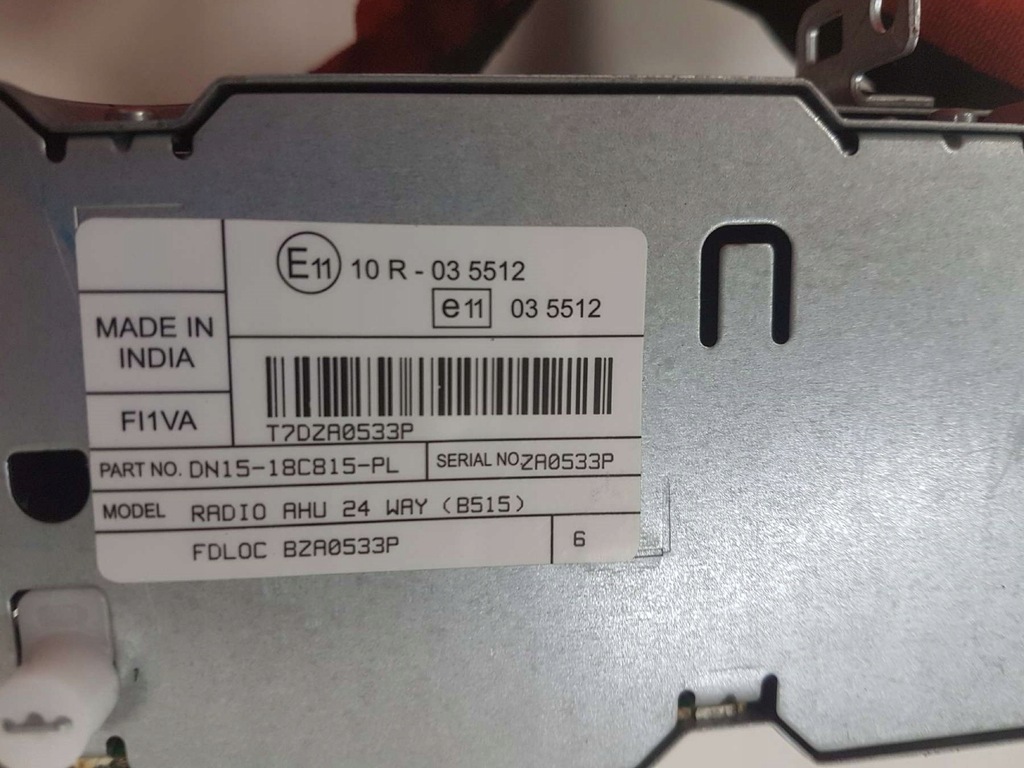 E11 10 R - 03 5512
e11 03 5512
MADE IN
INDIA
FI1VA
T7DZA0533P
PART NO. DN15-18C815-PL
SERIAL NO. ZA0533P
MODEL RADIO AHU 24 WAY (B515)
FDLOC BZA0533P
6